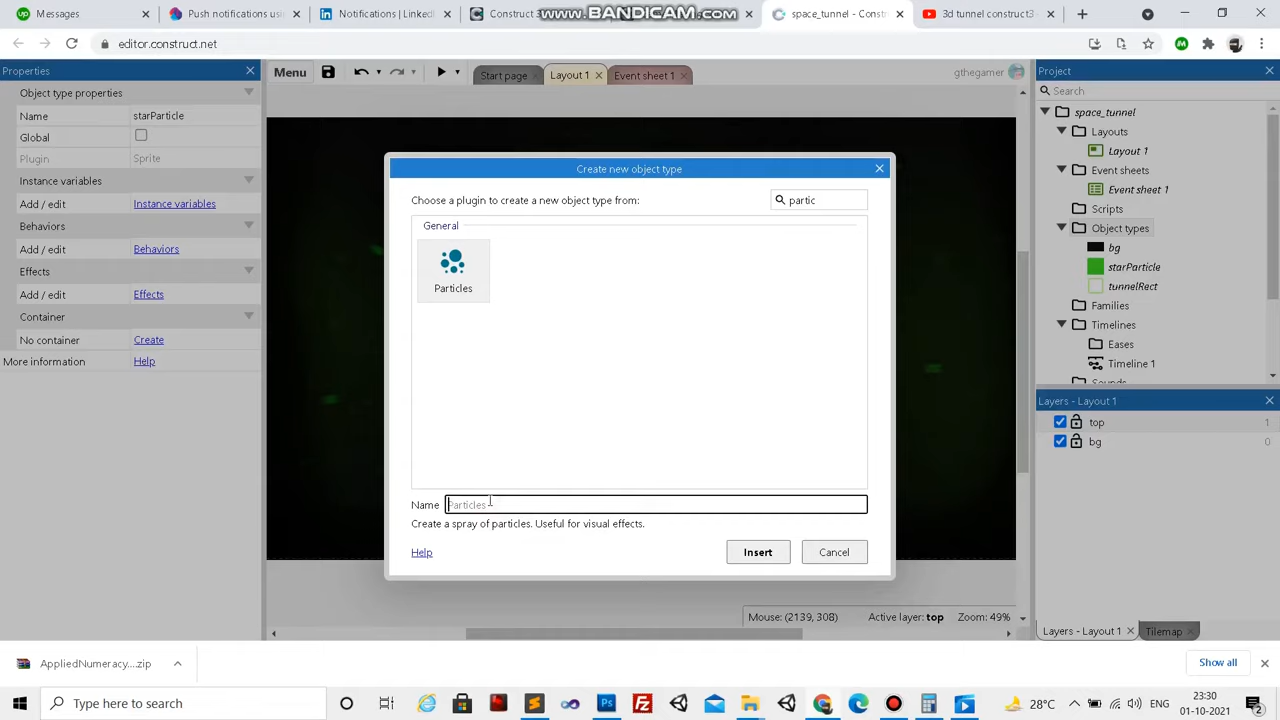 Messages
Push notifications usin
Notifications | LinkedI
Construct 3
www.BANDICAM.com
space_tunnel - Constr
3d tunnel construct3 -
editor.construct.net
Properties
Menu
Start page
Layout 1
Event sheet 1
gthegamer
Project
Object type properties
Name
starParticle
Global
Plugin
Sprite
Instance variables
Add / edit
Instance variables
Behaviors
Add / edit
Behaviors
Effects
Add / edit
Effects
Container
No container
Create
More information
Help
Create new object type
Choose a plugin to create a new object type from:
partic
General
Particles
Name
Particles
Create a spray of particles. Useful for visual effects.
Help
Insert
Cancel
Mouse: (2139, 308)
Active layer: top
Zoom: 49%
Search
space_tunnel
Layouts
Layout 1
Event sheets
Event sheet 1
Scripts
Object types
bg
starParticle
tunnelRect
Families
Timelines
Eases
Timeline 1
Sounds
Layers - Layout 1
top
1
bg
0
Layers - Layout 1
Tilemap
AppliedNumeracy....zip
Show all
Type here to search
28°C
ENG
23:30
01-10-2021
2